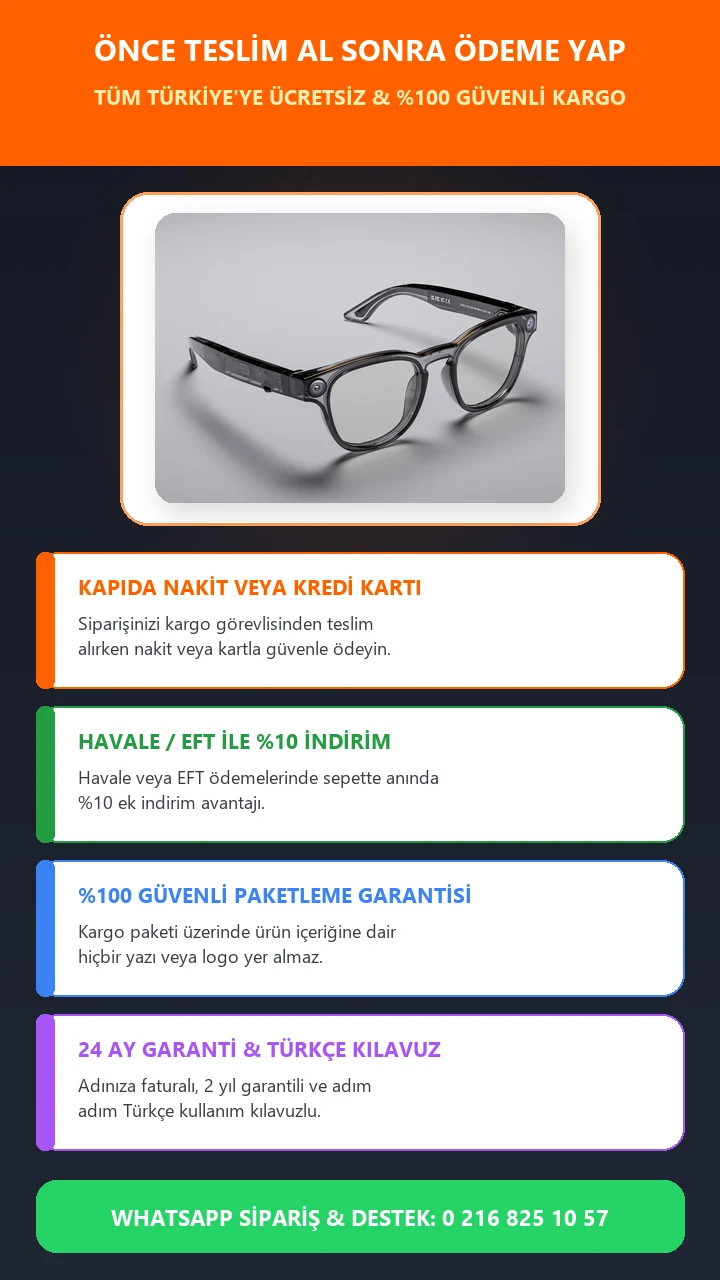 ÖNCE TESLİM AL SONRA ÖDEME YAP
TÜM TÜRKİYE'YE ÜCRETSİZ & %100 GÜVENLİ KARGO
KAPIDA NAKİT VEYA KREDİ KARTI
Siparişinizi kargo görevlisinden teslim
alırken nakit veya kartla güvenle ödeyin.
HAVALE / EFT İLE %10 İNDİRİM
Havale veya EFT ödemelerinde sepette anında
%10 ek indirim avantajı.
%100 GÜVENLİ PAKETLEME GARANTİSİ
Kargo paketi üzerinde ürün içeriğine dair
hiçbir yazı veya logo yer almaz.
24 AY GARANTİ & TÜRKÇE KILAVUZ
Adınıza faturalı, 2 yıl garantili ve adım
adım Türkçe kullanım kılavuzlu.
WHATSAPP SİPARİŞ & DESTEK: 0 216 825 10 57